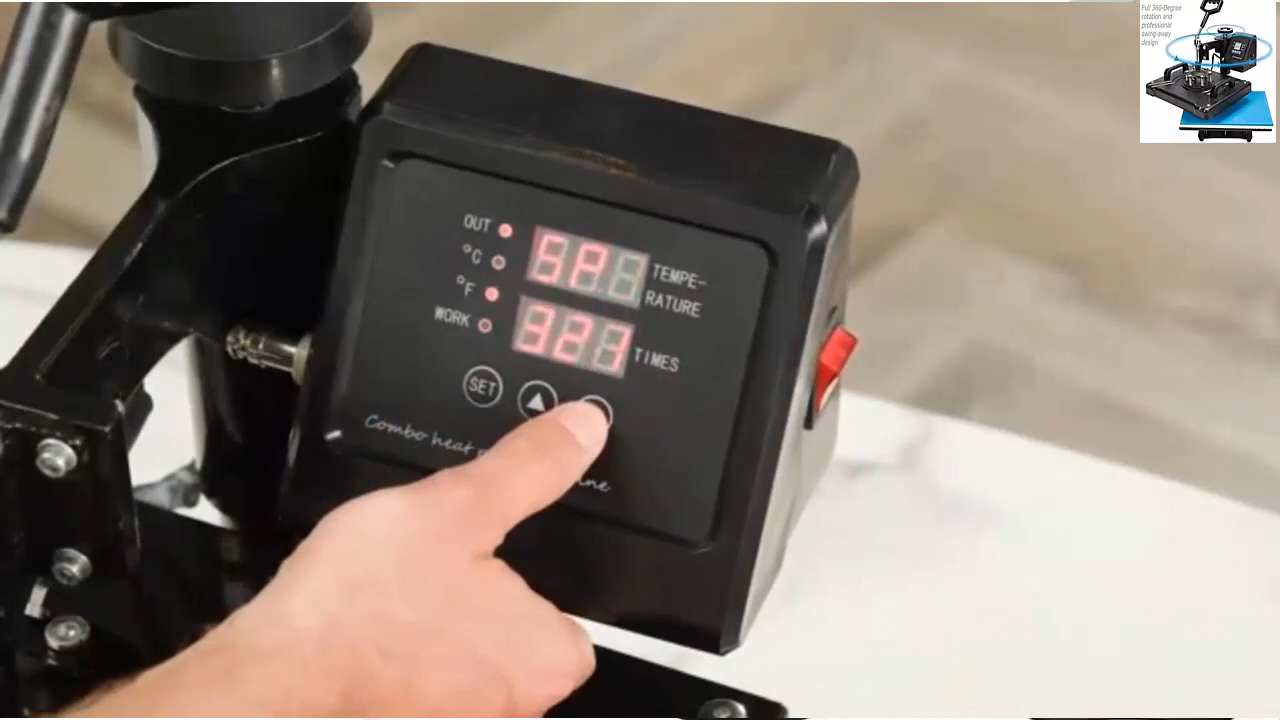 Full 360-Degree
rotation and
professional
swing-away
design
OUT
°C
°F
WORK
SP.
TEMPE-
RATURE
327
TIMES
SET
Combo heat
ine